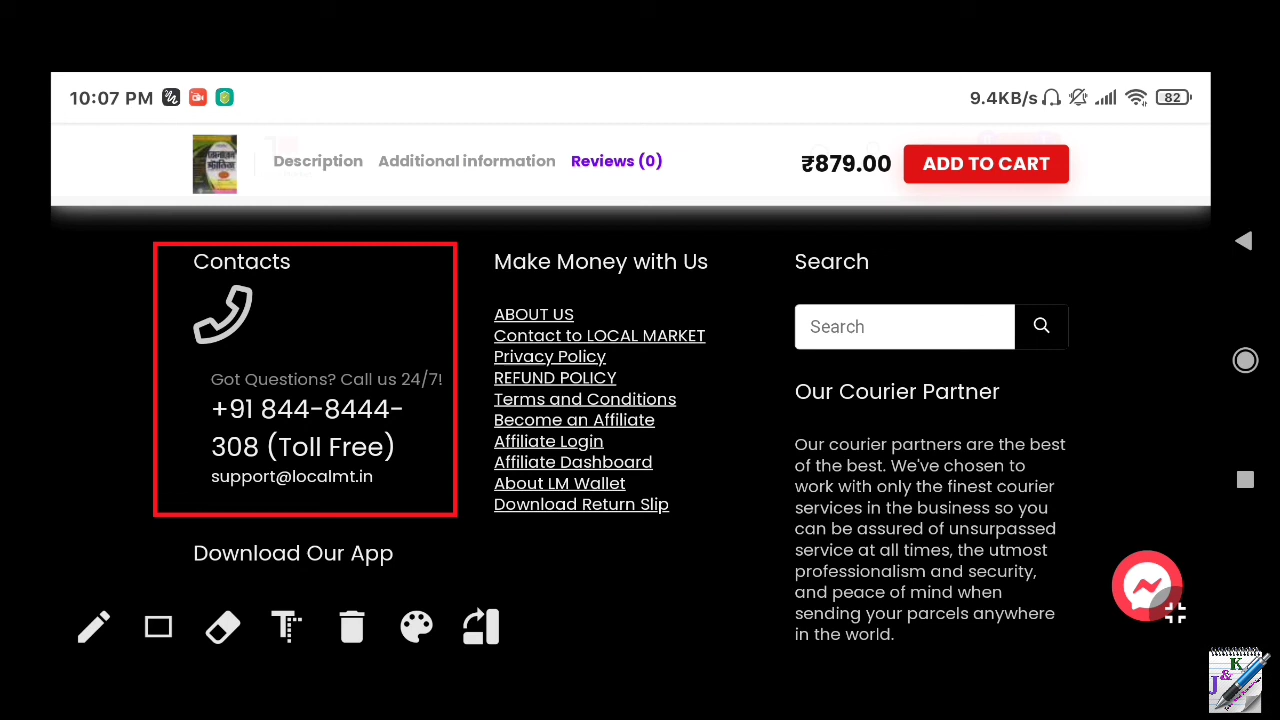 10:07 PM
9.4KB/s
82
Description Additional information Reviews (0)
₹879.00 ADD TO CART
Contacts
Got Questions? Call us 24/7!
+91 844-8444-
308 (Toll Free)
support@localmt.in
Download Our App
Make Money with Us
ABOUT US
Contact to LOCAL MARKET
Privacy Policy
REFUND POLICY
Terms and Conditions
Become an Affiliate
Affiliate Login
Affiliate Dashboard
About LM Wallet
Download Return Slip
Search
Search
Our Courier Partner
Our courier partners are the best
of the best. We've chosen to
work with only the finest courier
services in the business so you
can be assured of unsurpassed
service at all times, the utmost
professionalism and security,
and peace of mind when
sending your parcels anywhere
in the world.
J&K